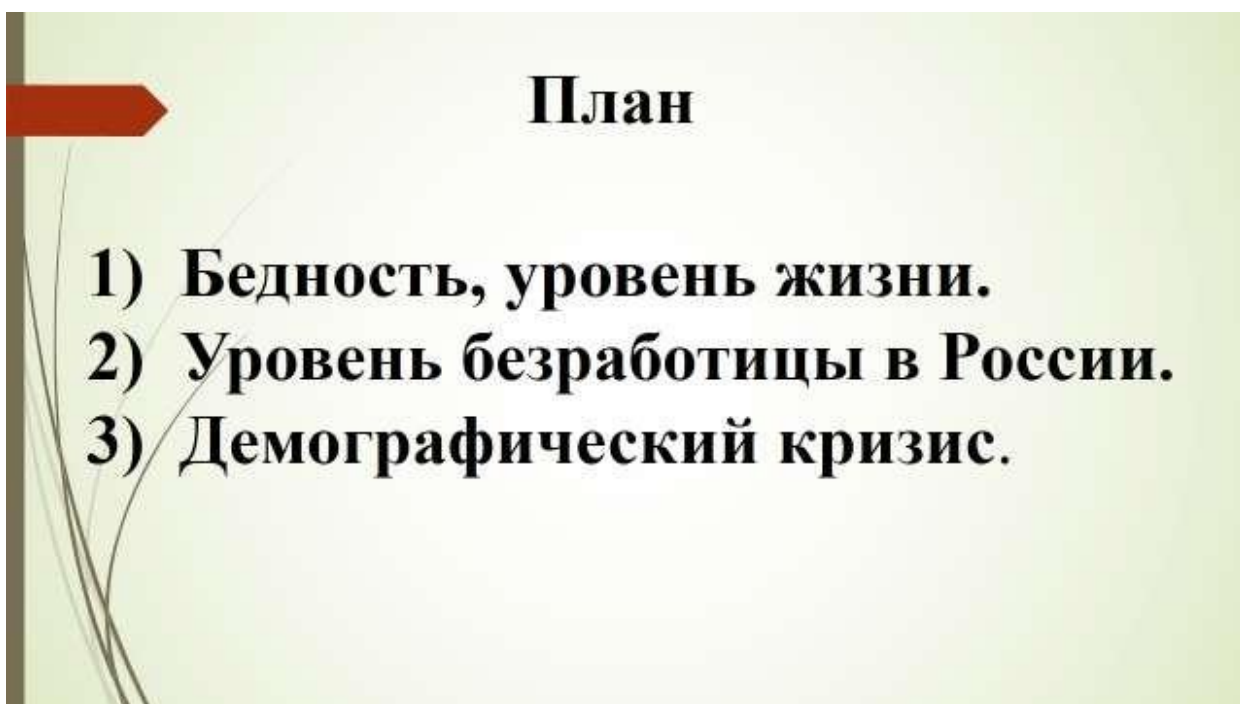 План
1) Бедность, уровень жизни.
2) Уровень безработицы в России.
3) Демографический кризис.